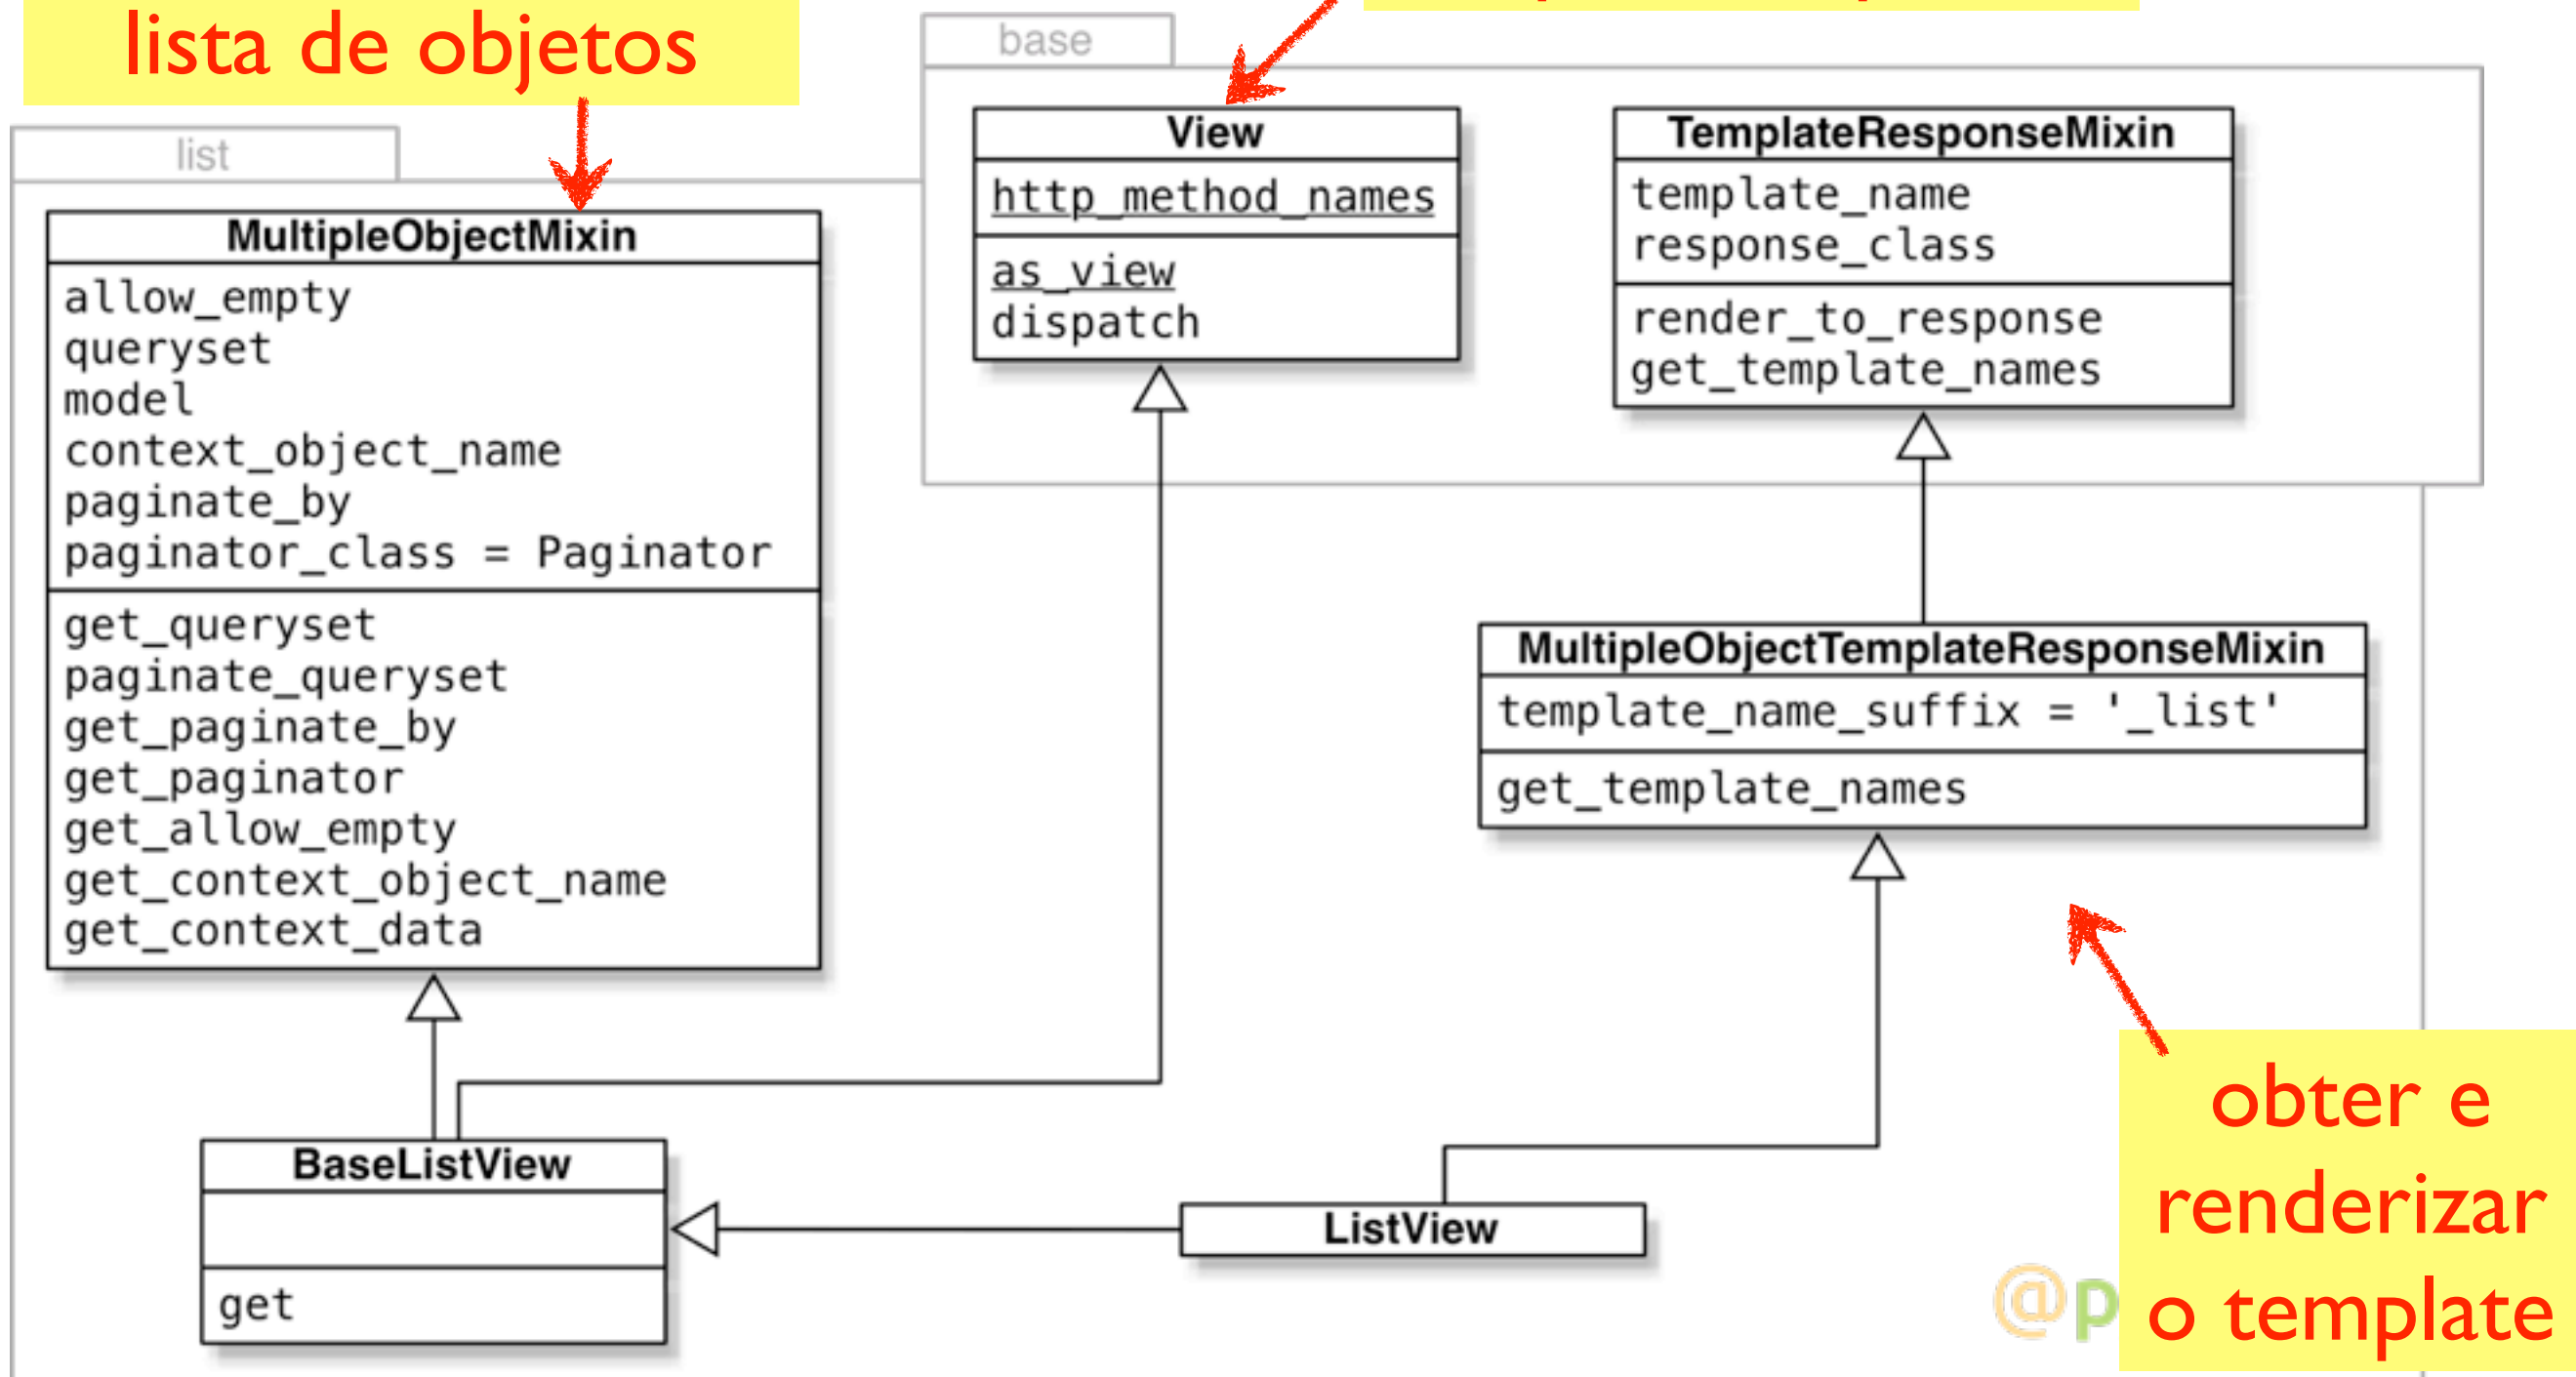 lista de objetos
base
list
View
http_method_names
as_view
dispatch
TemplateResponseMixin
template_name
response_class
render_to_response
get_template_names
MultipleObjectMixin
allow_empty
queryset
model
context_object_name
paginate_by
paginator_class = Paginator
get_queryset
paginate_queryset
get_paginate_by
get_paginator
get_allow_empty
get_context_object_name
get_context_data
MultipleObjectTemplateResponseMixin
template_name_suffix = '_list'
get_template_names
BaseListView
get
ListView
obter e
renderizar
o template
@p